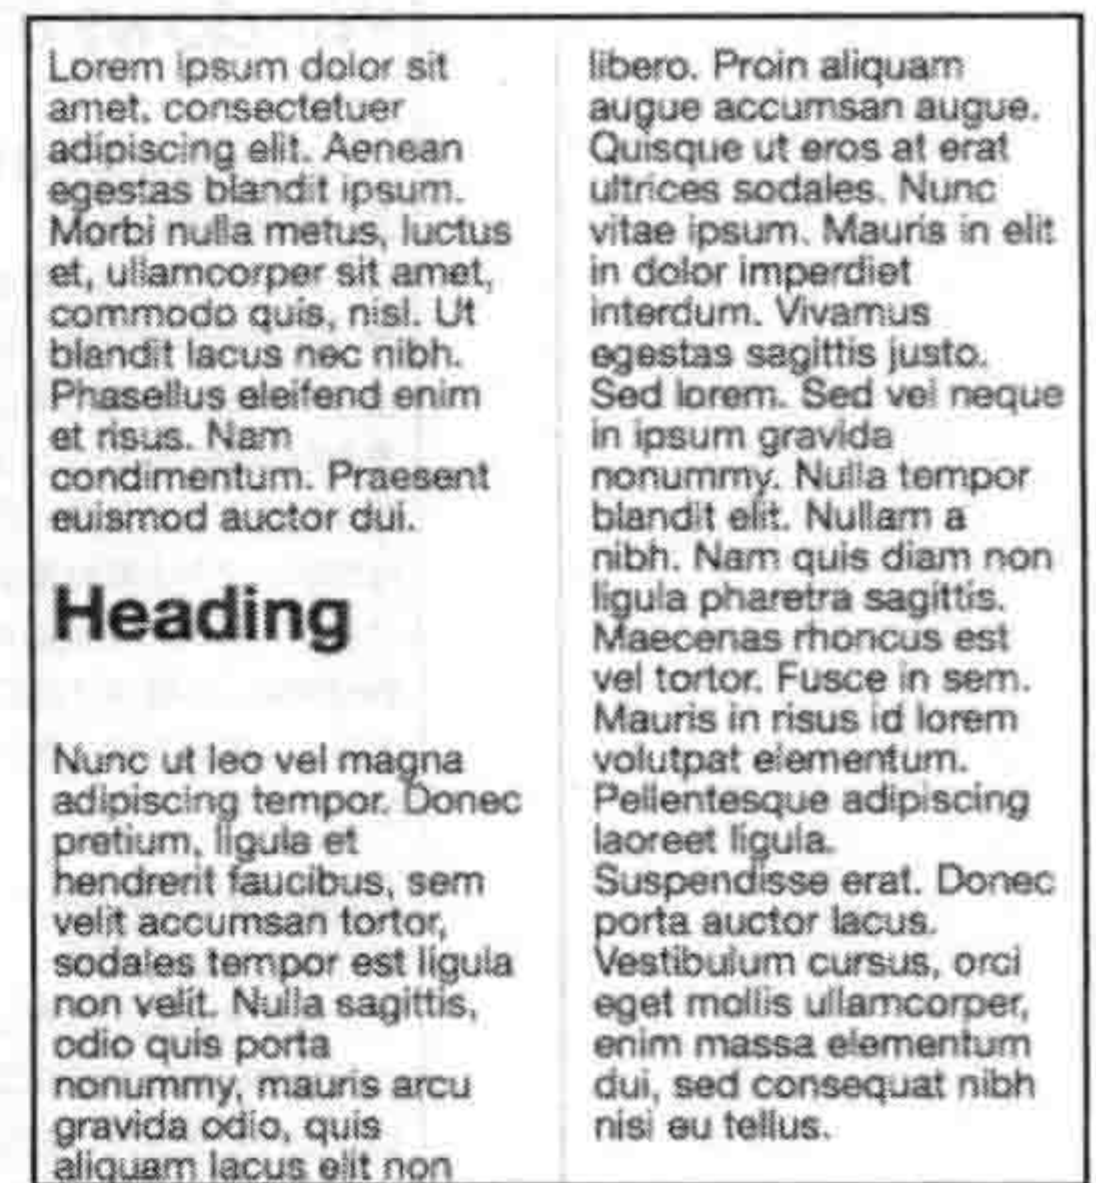 Lorem ipsum dolor sit
amet, consectetuer
adipiscing elit. Aenean
egestas blandit ipsum.
Morbi nulla metus, luctus
et, ullamcorper sit amet,
commodo quis, nisl. Ut
blandit lacus nec nibh.
Phasellus eleifend enim
et risus. Nam
condimentum. Praesent
euismod auctor dui.
Heading
Nunc ut leo vel magna
adipiscing tempor. Donec
pretium, ligula et
hendrerit faucibus, sem
velit accumsan tortor,
sodales tempor est ligula
non velit. Nulla sagittis,
odio quis porta
nonummy, mauris arcu
gravida odio, quis
aliquam lacus elit non
libero. Proin aliquam
augue accumsan augue.
Quisque ut eros at erat
ultrices sodales. Nunc
vitae ipsum. Mauris in elit
in dolor imperdiet
interdum. Vivamus
egestas sagittis justo.
Sed lorem. Sed vel neque
in ipsum gravida
nonummy. Nulla tempor
blandit elit. Nullam a
nibh. Nam quis diam non
ligula pharetra sagittis.
Maecenas rhoncus est
vel tortor. Fusce in sem.
Mauris in risus id lorem
volutpat elementum.
Pellentesque adipiscing
laoreet ligula.
Suspendisse erat. Donec
porta auctor lacus.
Vestibulum cursus, orci
eget mollis ullamcorper,
enim massa elementum
dui, sed consequat nibh
nisi eu tellus.